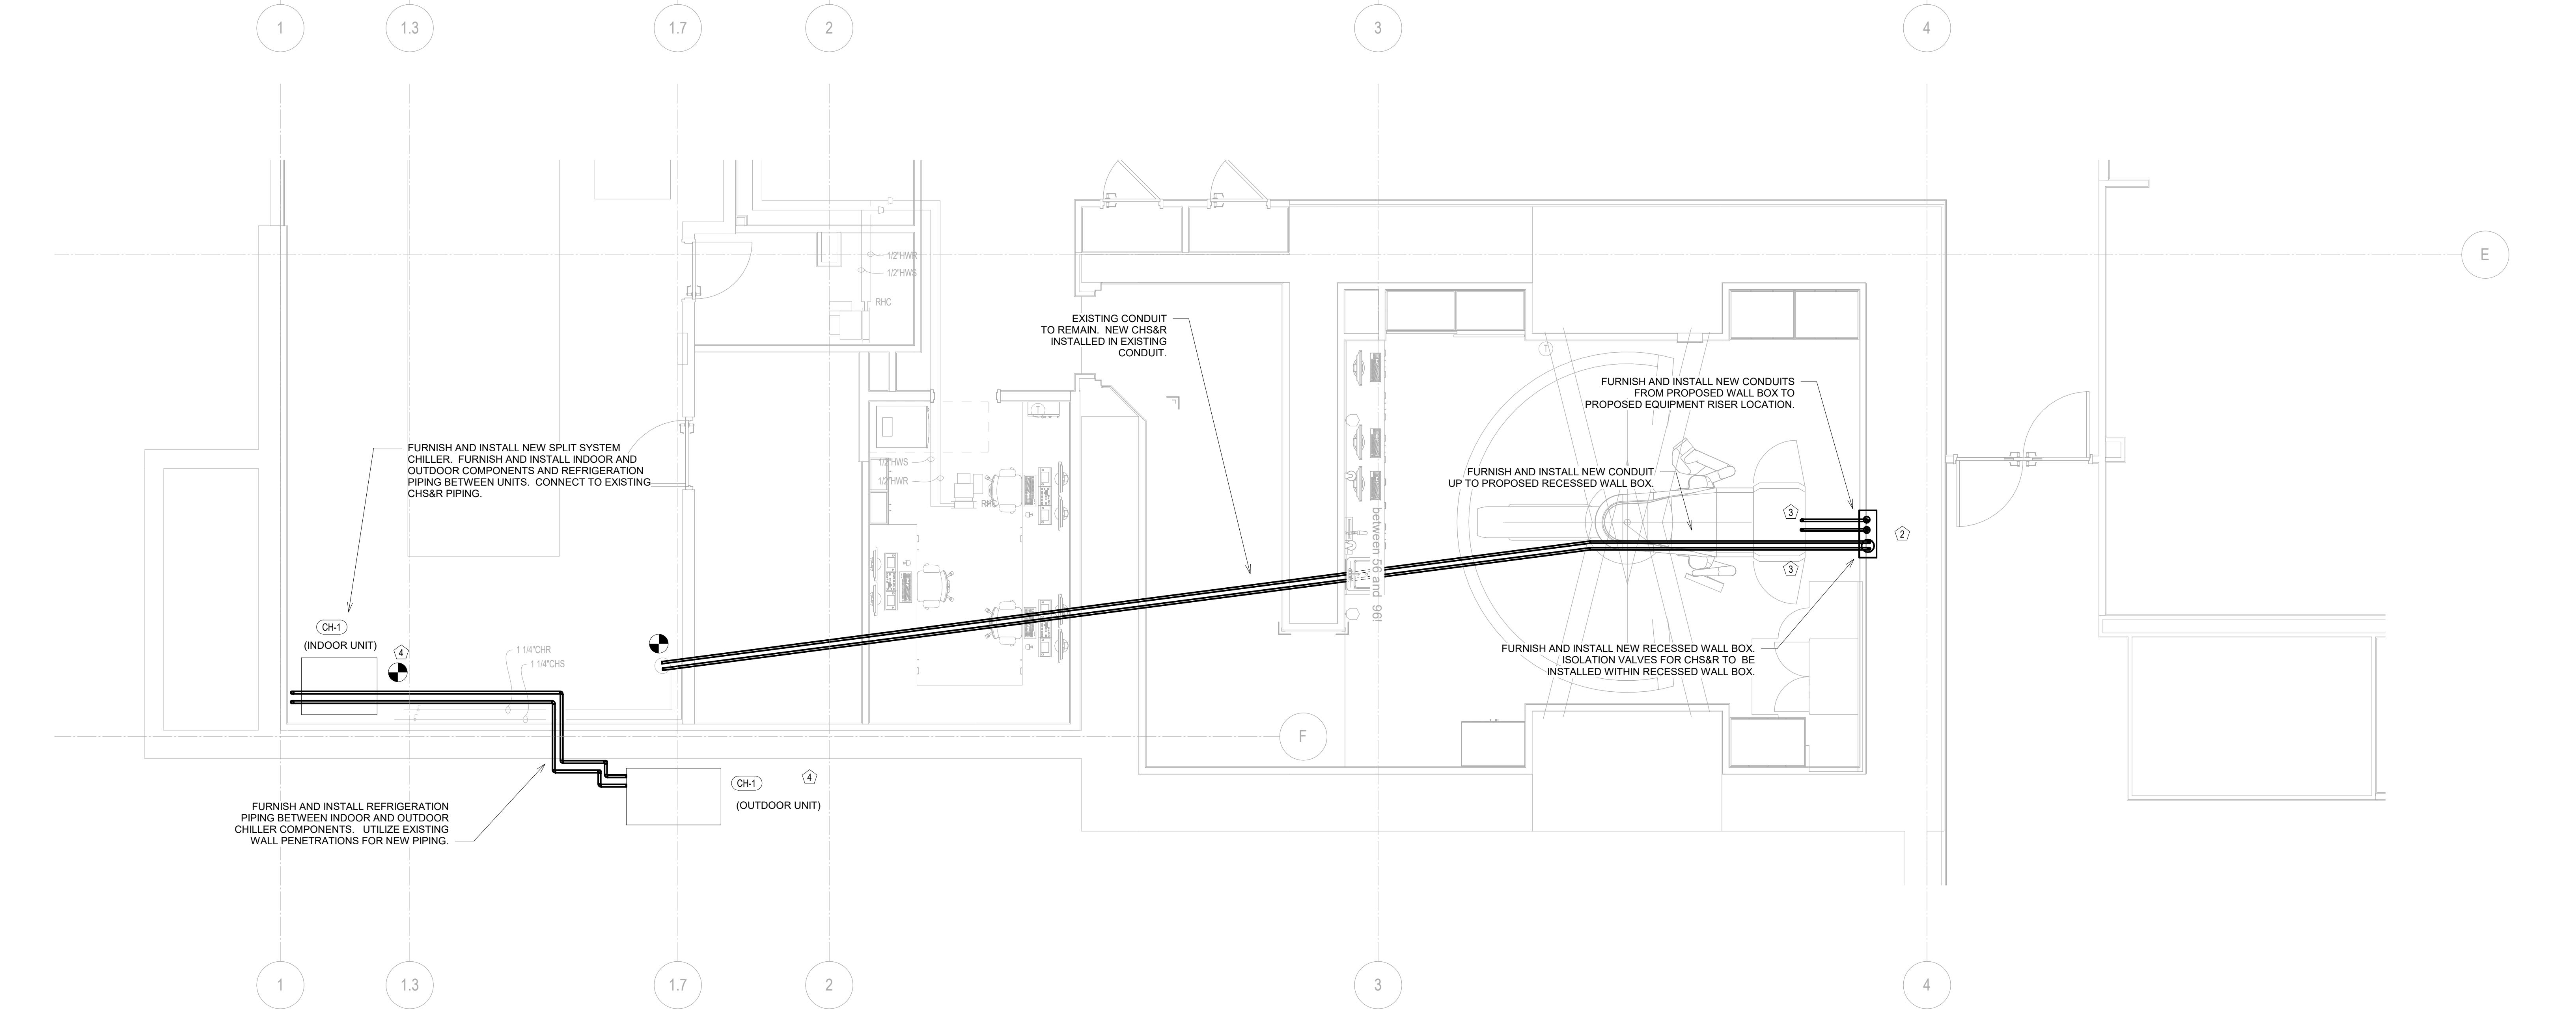 1
1.3
1.7
2
3
4
E
1/2"HWR
1/2"HWS
RHC
EXISTING CONDUIT
TO REMAIN.  NEW CHS&R
INSTALLED IN EXISTING
CONDUIT.
T
FURNISH AND INSTALL NEW CONDUITS
FROM PROPOSED WALL BOX TO
PROPOSED EQUIPMENT RISER LOCATION.
T
FURNISH AND INSTALL NEW SPLIT SYSTEM
CHILLER.  FURNISH AND INSTALL INDOOR AND
OUTDOOR COMPONENTS AND REFRIGERATION
PIPING BETWEEN UNITS.  CONNECT TO EXISTING
CHS&R PIPING.
1/2"HWS
1/2"HWR
RHC
FURNISH AND INSTALL NEW CONDUIT
UP TO PROPOSED RECESSED WALL BOX.
between 56 and  96!
3
2
3
CH-1
(INDOOR UNIT)
4
1 1/4"CHR
1 1/4"CHS
FURNISH AND INSTALL NEW RECESSED WALL BOX.
ISOLATION VALVES FOR CHS&R TO  BE
INSTALLED WITHIN RECESSED WALL BOX.
F
CH-1
4
(OUTDOOR UNIT)
FURNISH AND INSTALL REFRIGERATION
PIPING BETWEEN INDOOR AND OUTDOOR
CHILLER COMPONENTS.   UTILIZE EXISTING
WALL PENETRATIONS FOR NEW PIPING.
1
1.3
1.7
2
3
4